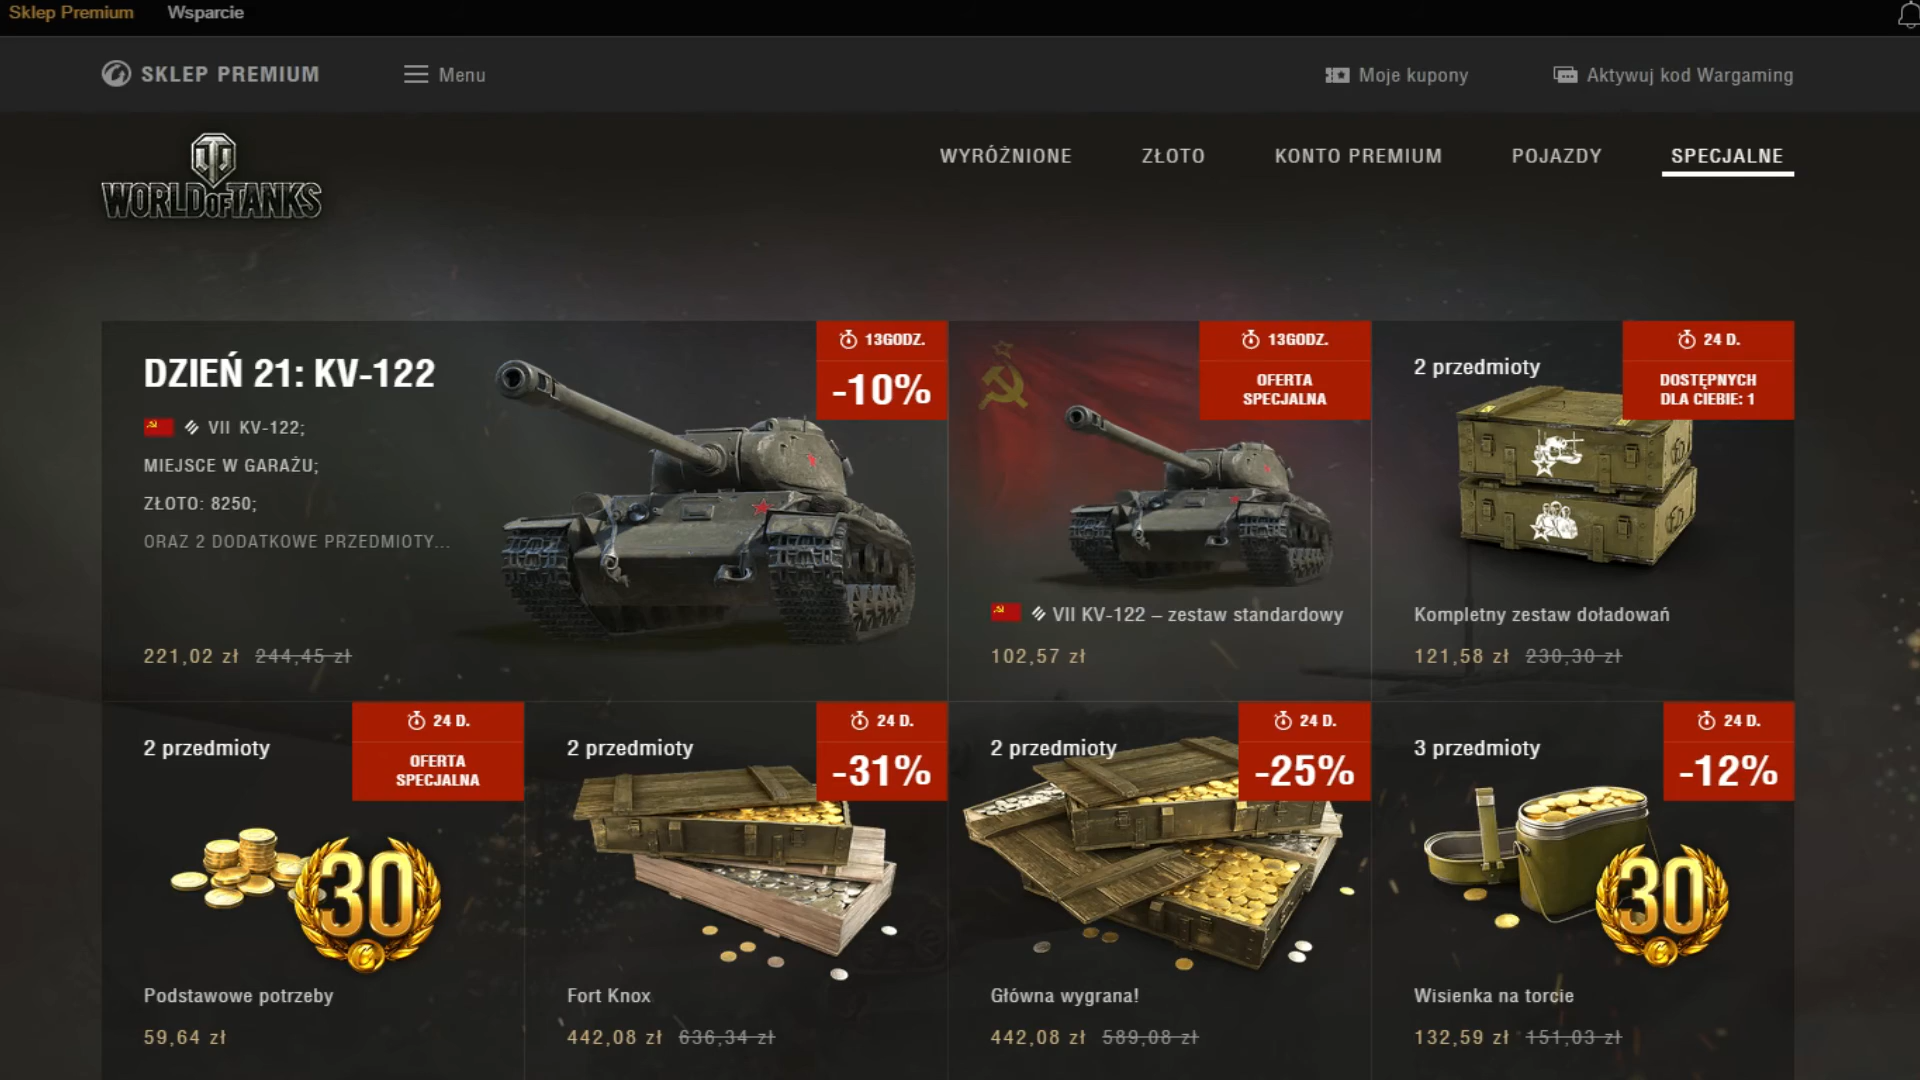 Sklep Premium
Wsparcie
SKLEP PREMIUM
Menu
Moje kupony
Aktywuj kod Wargaming
WORLD OF TANKS
WYRÓŻNIONE
ZŁOTO
KONTO PREMIUM
POJAZDY
SPECJALNE
DZIEŃ 21: KV-122
VII KV-122;
MIEJSCE W GARAŻU;
ZŁOTO: 8250;
ORAZ 2 DODATKOWE PRZEDMIOTY...
221,02 zł 244,45 zł
13GODZ.
-10%
13GODZ.
OFERTA
SPECJALNA
VII KV-122 – zestaw standardowy
102,57 zł
2 przedmioty
24 D.
DOSTĘPNYCH
DLA CIEBIE: 1
Kompletny zestaw doładowań
121,58 zł 230,30 zł
2 przedmioty
24 D.
OFERTA
SPECJALNA
30
Podstawowe potrzeby
59,64 zł
2 przedmioty
24 D.
-31%
Fort Knox
442,08 zł 636,34 zł
2 przedmioty
24 D.
-25%
Główna wygrana!
442,08 zł 589,08 zł
3 przedmioty
24 D.
-12%
30
Wisienka na torcie
132,59 zł 151,03 zł